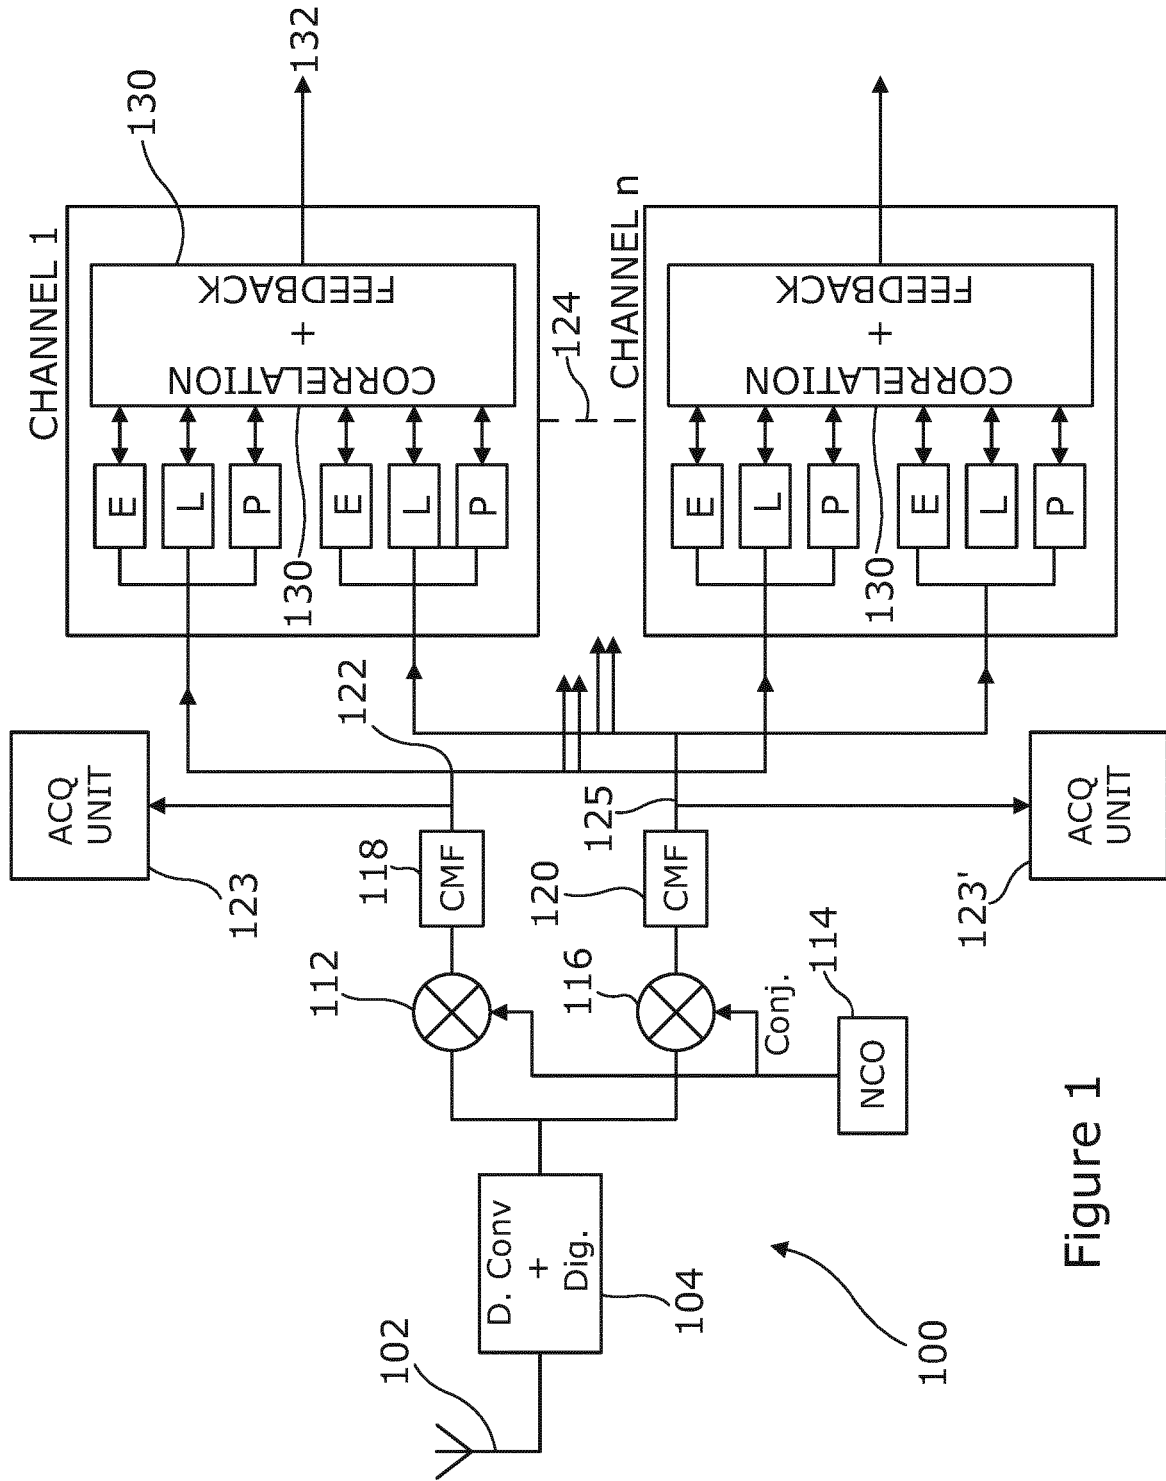 CHANNEL 1
130
132
E
L
P
E
L
P
CORRELATION
+
FEEDBACK
130
124
CHANNEL n
E
L
P
E
L
P
CORRELATION
+
FEEDBACK
130
ACQ
UNIT
123
122
118
CMF
112
125
120
CMF
116
Conj.
114
NCO
ACQ
UNIT
123'
102
D. Conv
+
Dig.
104
100
Figure 1